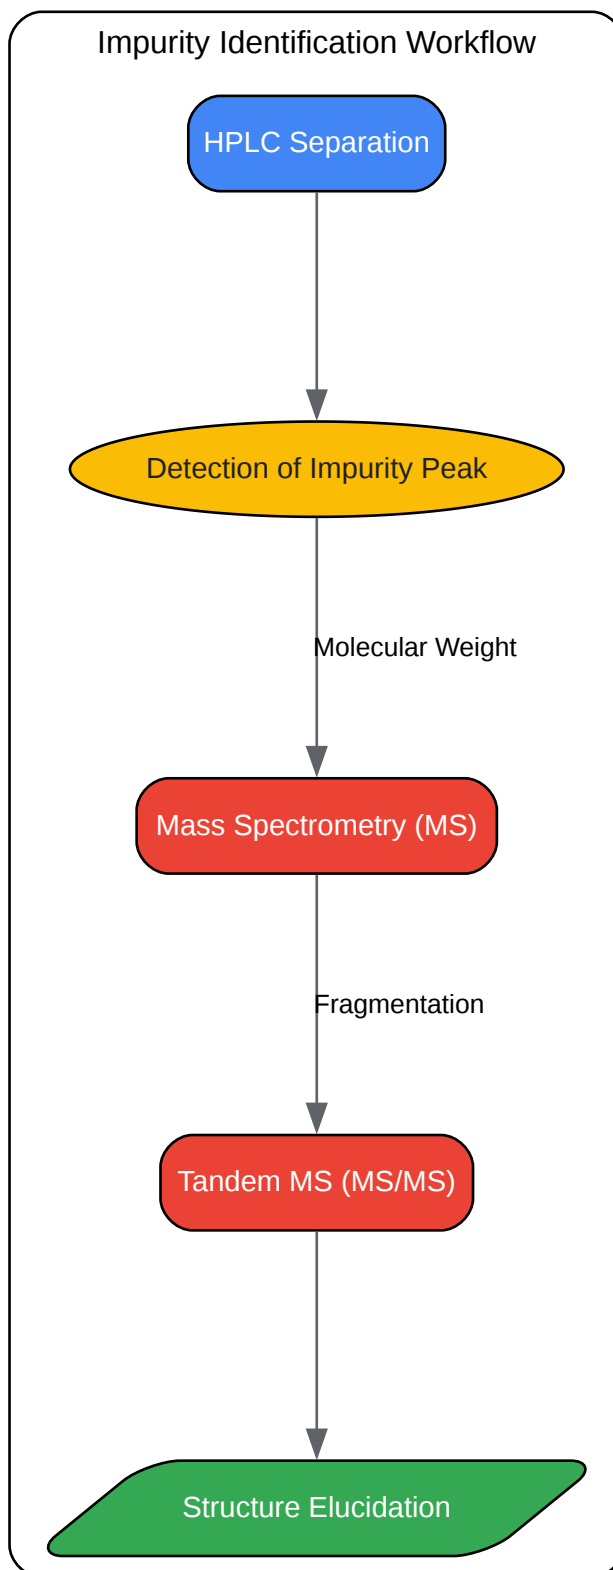 Impurity Identification Workflow
HPLC Separation
Detection of Impurity Peak
Molecular Weight
Mass Spectrometry (MS)
Fragmentation
Tandem MS (MS/MS)
Structure Elucidation